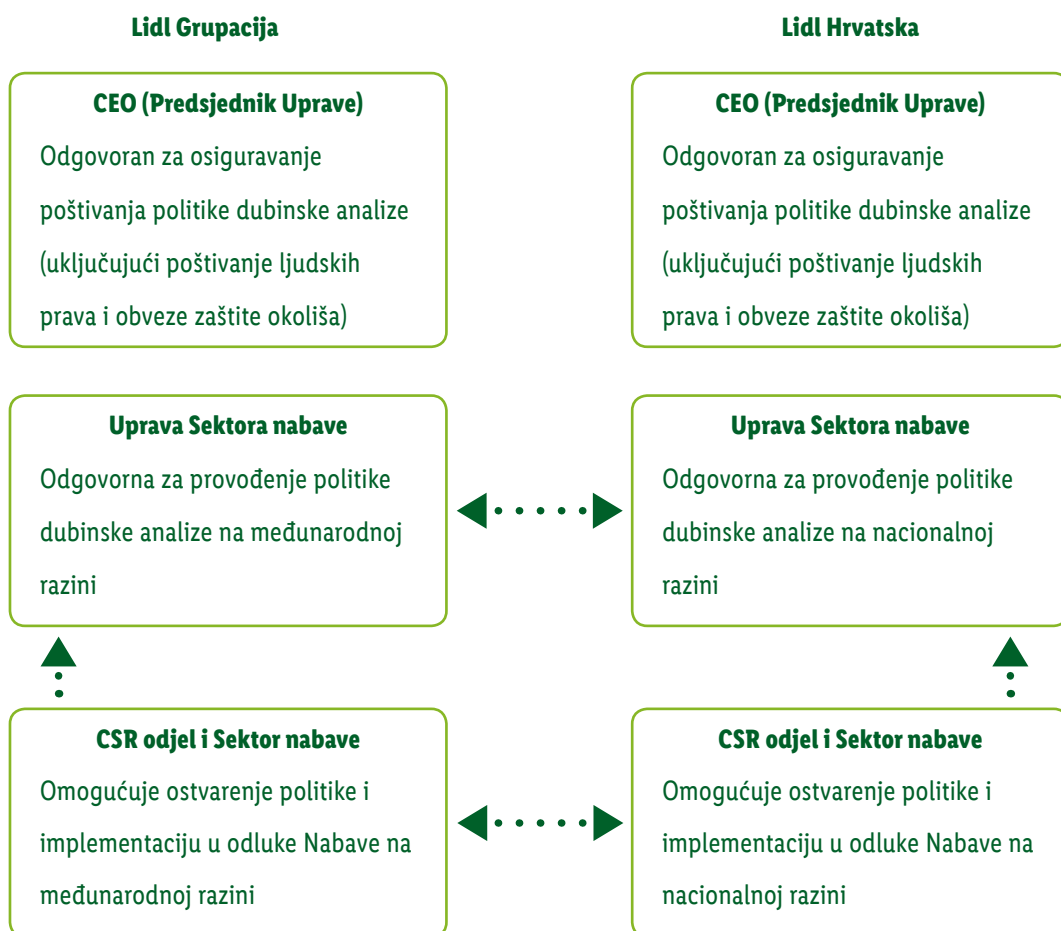 Lidl Grupacija
CEO (Predsjednik Uprave)
Odgovoran za osiguravanje
poštivanja politike dubinske analize
(uključujući poštivanje ljudskih
prava i obveze zaštite okoliša)
Uprava Sektora nabave
Odgovorna za provođenje politike
dubinske analize na međunarodnoj
razini
CSR odjel i Sektor nabave
Omogućuje ostvarenje politike i
implementaciju u odluke Nabave na
međunarodnoj razini
Lidl Hrvatska
CEO (Predsjednik Uprave)
Odgovoran za osiguravanje
poštivanja politike dubinske analize
(uključujući poštivanje ljudskih
prava i obveze zaštite okoliša)
Uprava Sektora nabave
Odgovorna za provođenje politike
dubinske analize na nacionalnoj
razini
CSR odjel i Sektor nabave
Omogućuje ostvarenje politike i
implementaciju u odluke Nabave na
nacionalnoj razini